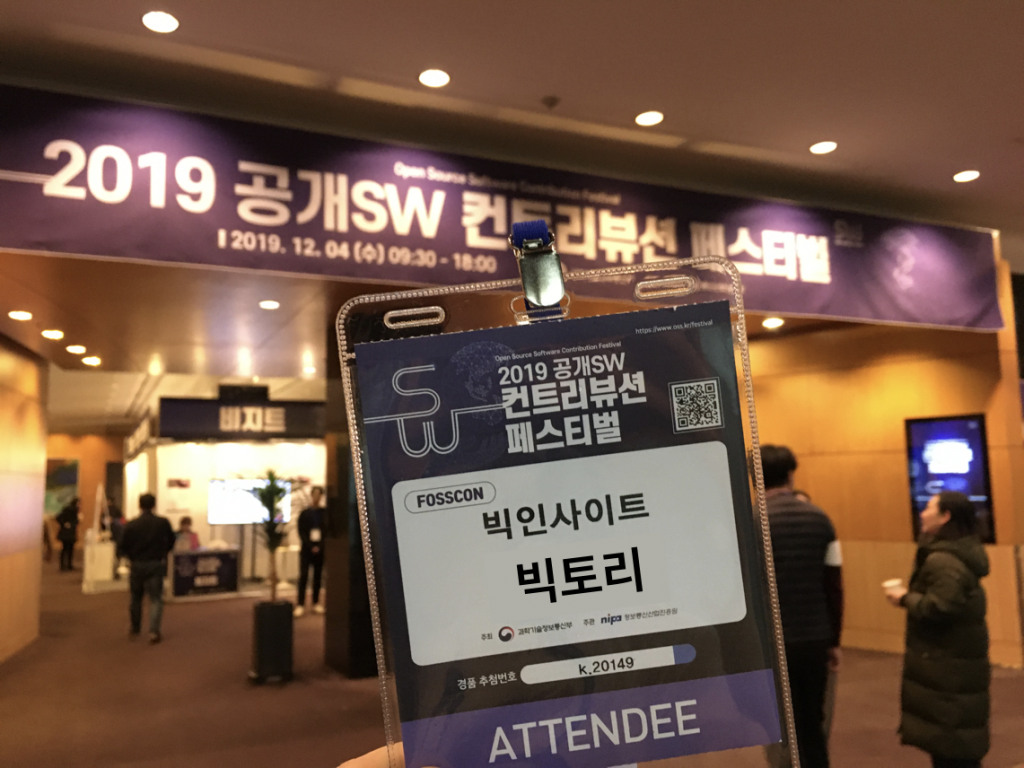 Open Source Software Contribution Festival
2019 공개SW 컨트리뷰션 페스티벌
2019. 12. 04 (수) 09:30 - 18:00
비지트
https://www.oss.kr/festival
Open Source Software Contribution Festival
2019 공개SW
컨트리뷰션
페스티벌
SW
FOSSCON
빅인사이트
빅토리
주최 과학기술정보통신부 주관 nipa 정보통신산업진흥원
경품 추첨번호 k.20149
ATTENDEE